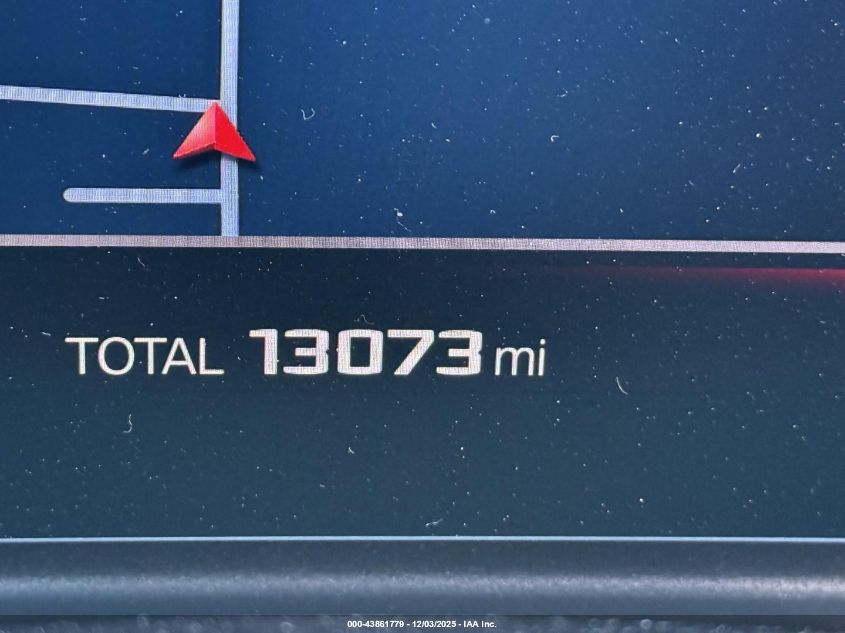 TOTAL 13073 mi
000-43861779 - 12/03/2025 - IAA Inc.